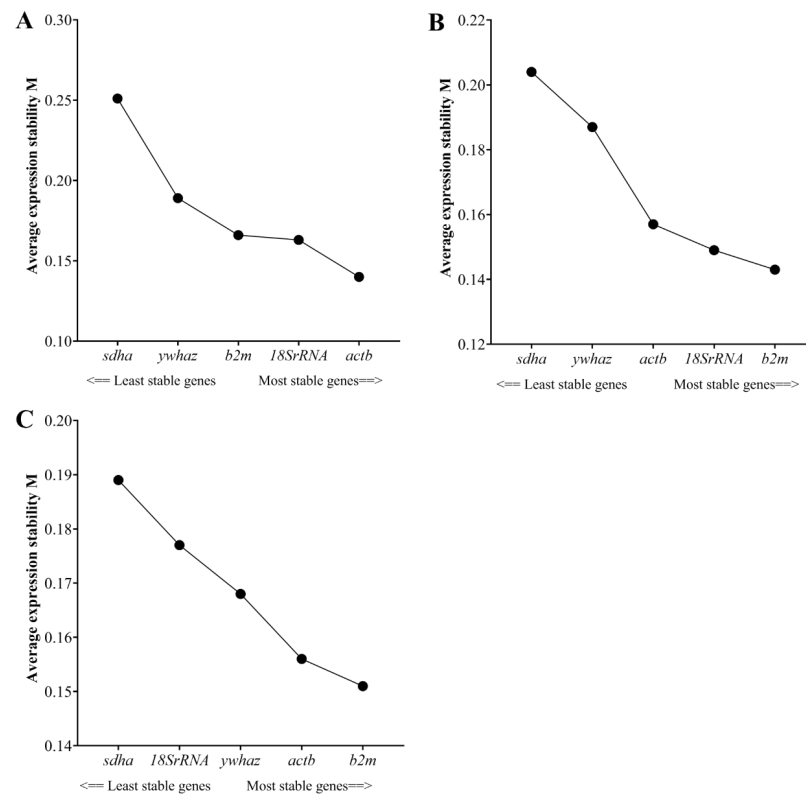 A
Average expression stability M
0.30
0.25
0.20
0.15
0.10
sdha ywhaz b2m 18SrRNA actb
<== Least stable genes Most stable genes==>
B
Average expression stability M
0.22
0.20
0.18
0.16
0.14
0.12
sdha ywhaz actb 18SrRNA b2m
<== Least stable genes Most stable genes==>
C
Average expression stability M
0.20
0.19
0.18
0.17
0.16
0.15
0.14
sdha 18SrRNA ywhaz actb b2m
<== Least stable genes Most stable genes==>